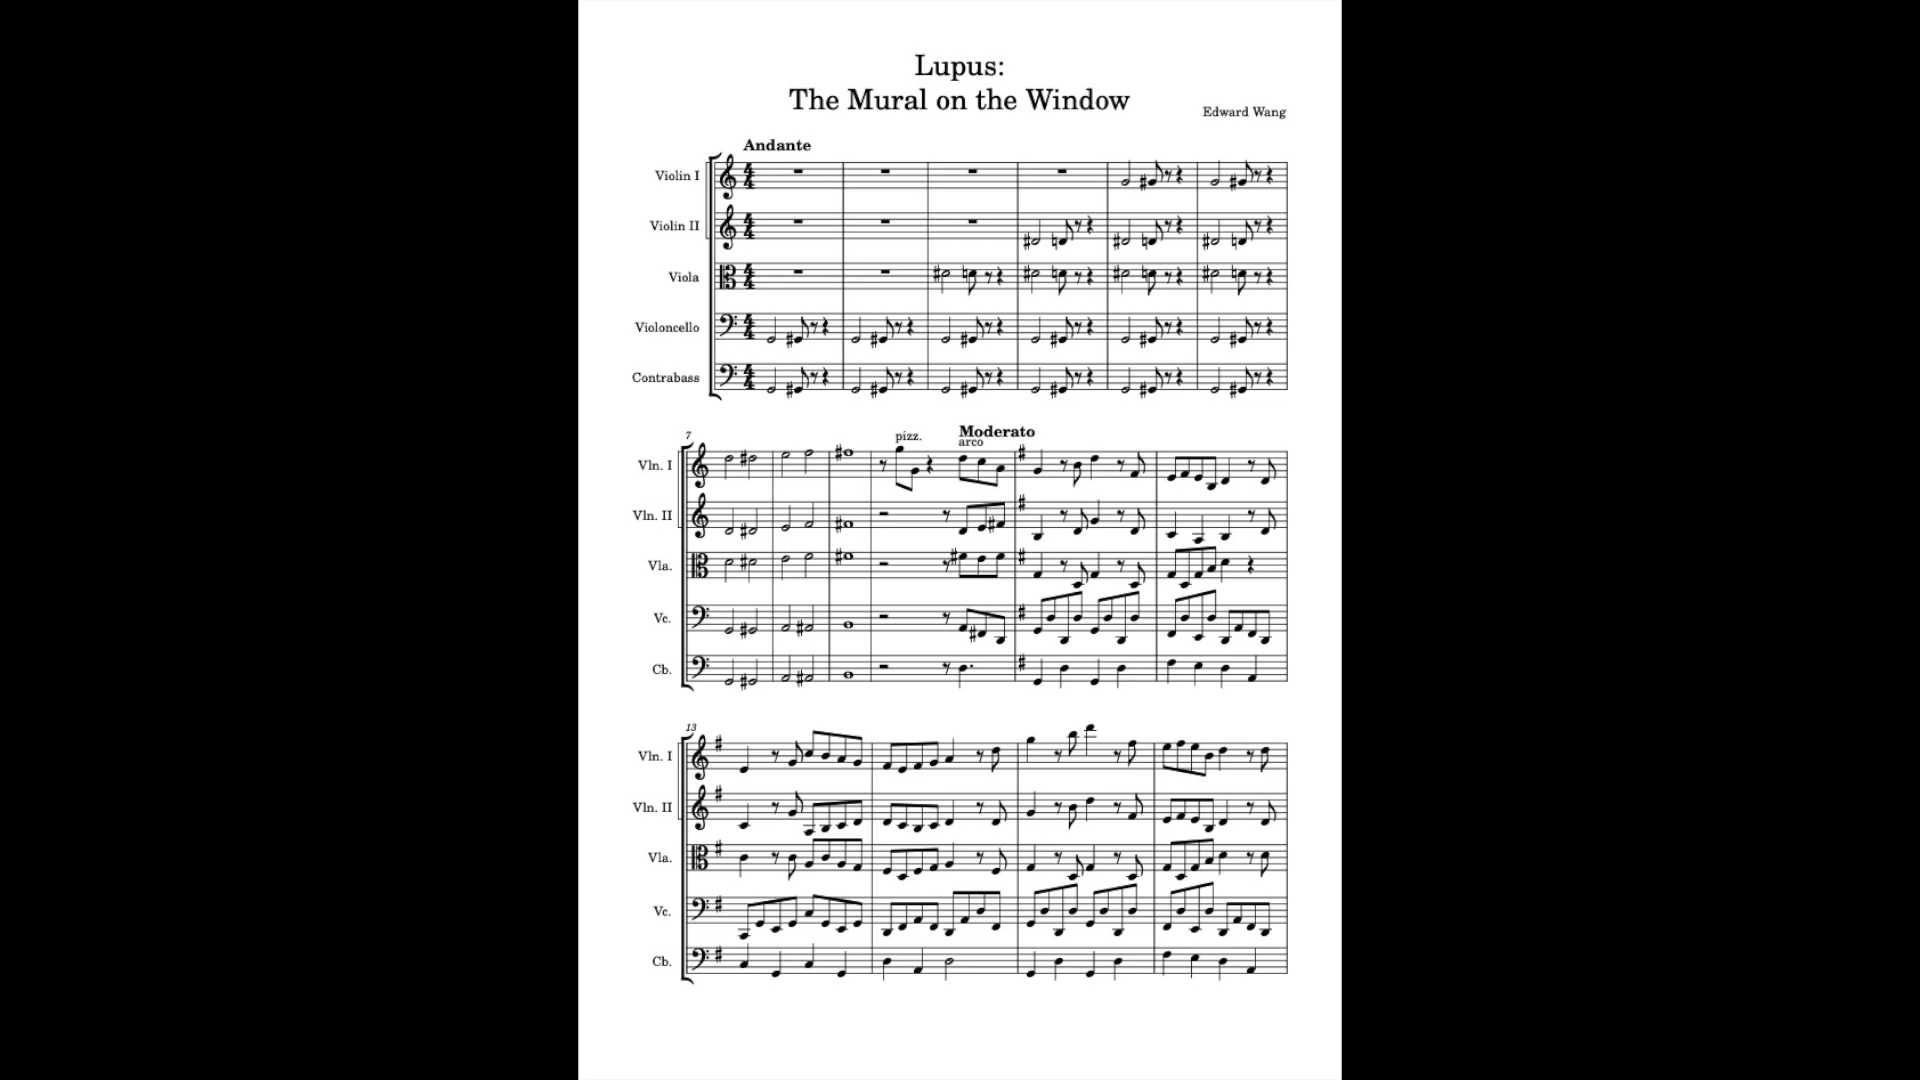 Lupus:
The Mural on the Window
Edward Wang
Andante
Violin I
Violin II
Viola
Violoncello
Contrabass
7
pizz.
Moderato
arco
Vln. I
Vln. II
Vla.
Vc.
Cb.
13
Vln. I
Vln. II
Vla.
Vc.
Cb.